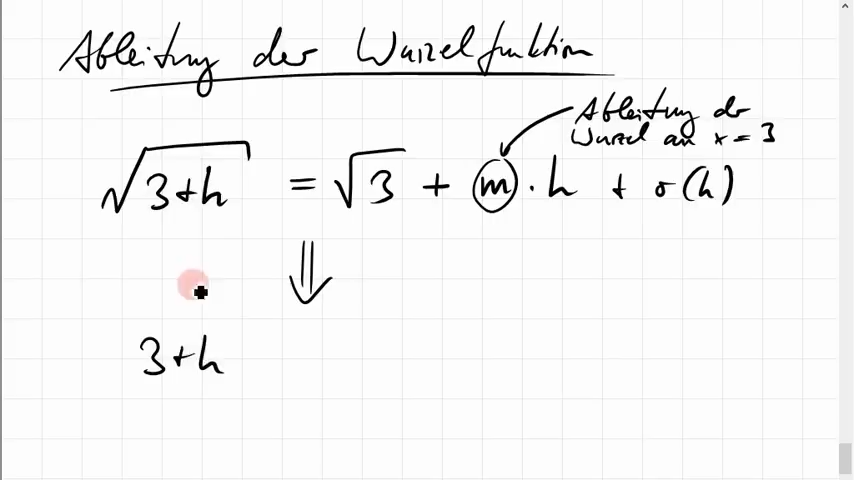 Ableitung der Wurzelfunktion
Ableitung der
Wurzel an x = 3
√(3+h) = √3 + m · h + o(h)
⇓
3+h